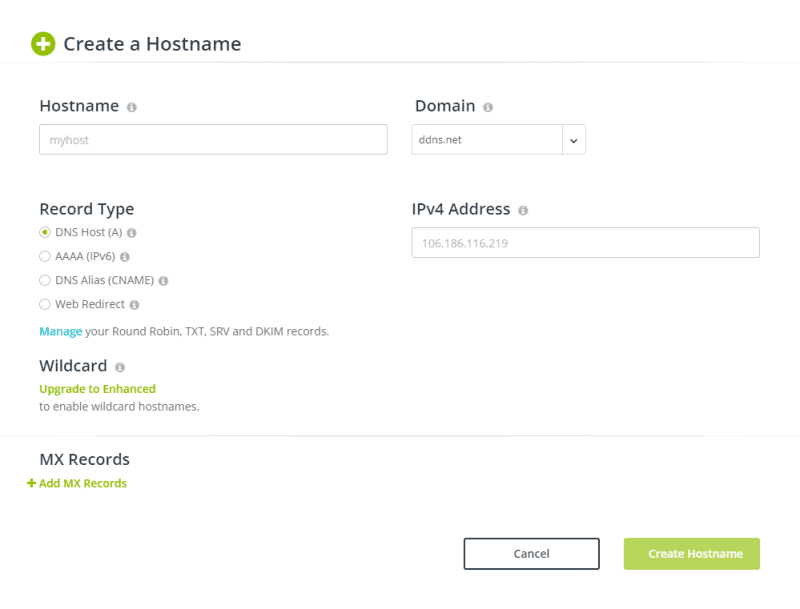 Create a Hostname
Hostname
Domain
myhost
ddns.net
Record Type
IPv4 Address
DNS Host (A)
106.186.116.219
AAAA (IPv6)
DNS Alias (CNAME)
Web Redirect
Manage your Round Robin, TXT, SRV and DKIM records.
Wildcard
Upgrade to Enhanced
to enable wildcard hostnames.
MX Records
Add MX Records
Cancel
Create Hostname